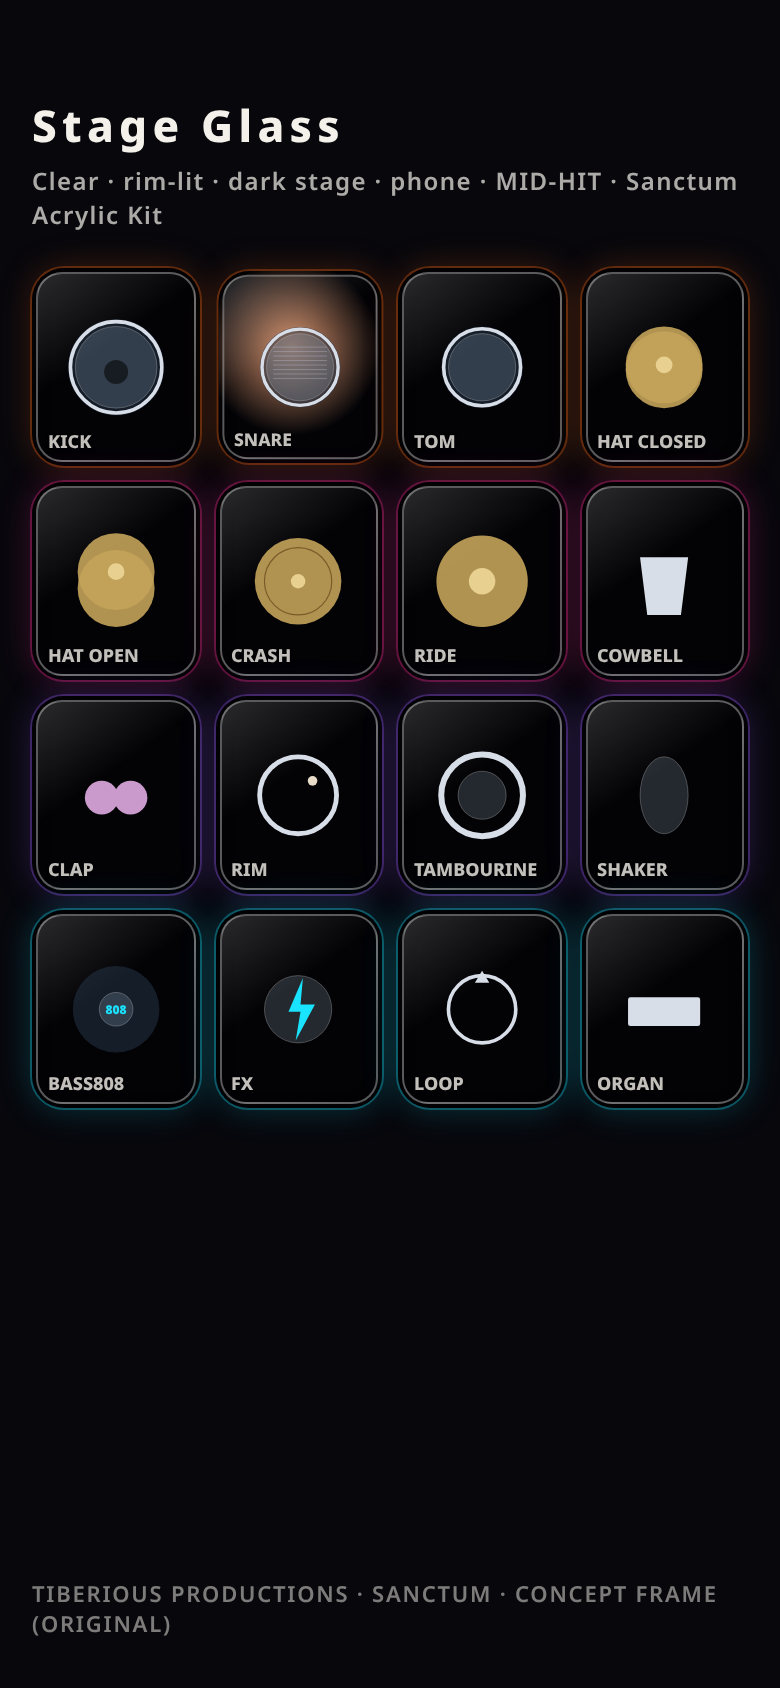 Stage Glass
Clear · rim-lit · dark stage · phone · MID-HIT · Sanctum
Acrylic Kit
KICK
SNARE
TOM
HAT CLOSED
HAT OPEN
CRASH
RIDE
COWBELL
CLAP
RIM
TAMBOURINE
SHAKER
808
BASS808
FX
LOOP
ORGAN
TIBERIOUS PRODUCTIONS · SANCTUM · CONCEPT FRAME
(ORIGINAL)